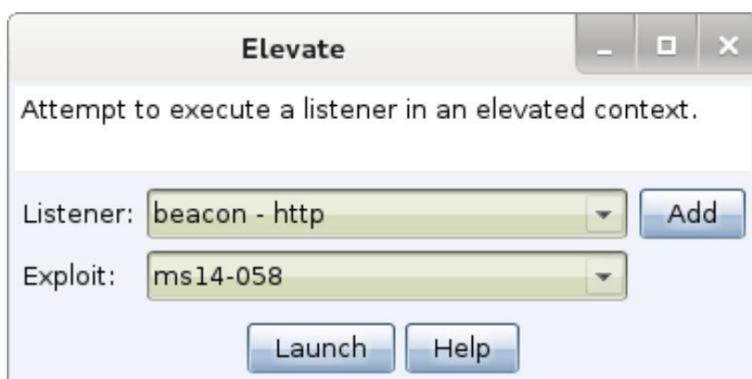 Elevate
Attempt to execute a listener in an elevated context.
Listener: beacon - http Add
Exploit: ms14-058
Launch Help